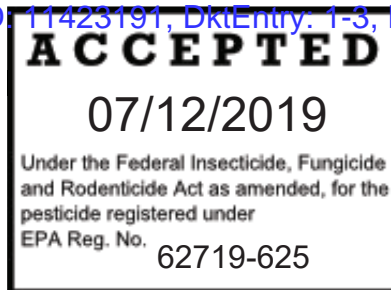 : 11423191, DktEntry: 1-3,
ACCEPTED
07/12/2019
Under the Federal Insecticide, Fungicide
and Rodenticide Act as amended, for the
pesticide registered under
EPA Reg. No. 62719-625